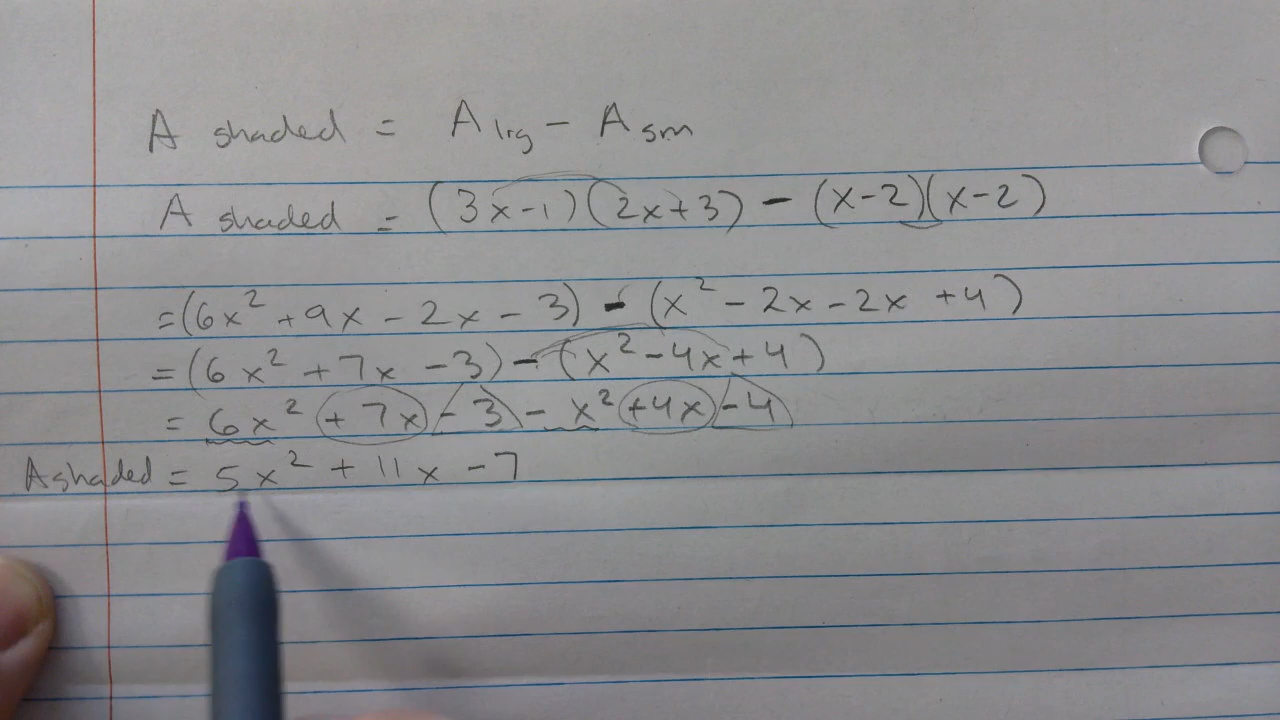 A shaded = A lrg - A sm
A shaded = (3x-1)(2x+3) - (x-2)(x-2)
=(6x² + 9x - 2x - 3) - (x² - 2x - 2x + 4)
=(6x² + 7x - 3) - (x² - 4x + 4)
= 6x² + 7x - 3 - x² + 4x - 4
A shaded = 5x² + 11x - 7